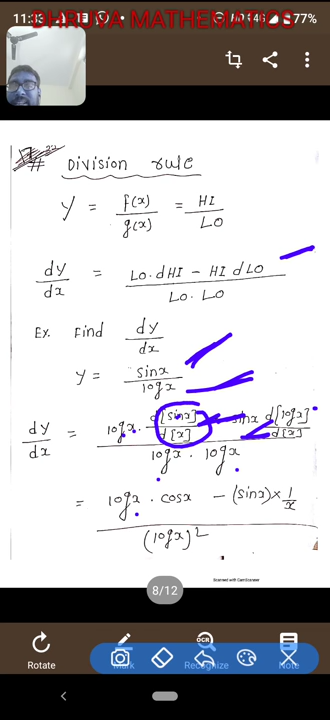 DHRUVA MATHEMATICS
11:33
77%
# Division rule
Y = f(x)/g(x) = HI/LO
dy/dx = LO.dHI - HI dLO / LO. LO
Ex. Find dy/dx
Y = sinx/logx
dy/dx = logx . d[sinx]/d[x] - sinx d[logx]/d[x] / logx . logx
= logx . cosx - (sinx) x 1/x / (logx)²
Scanned with CamScanner
8/12
Rotate
Mark
OCR
Recognize
Note